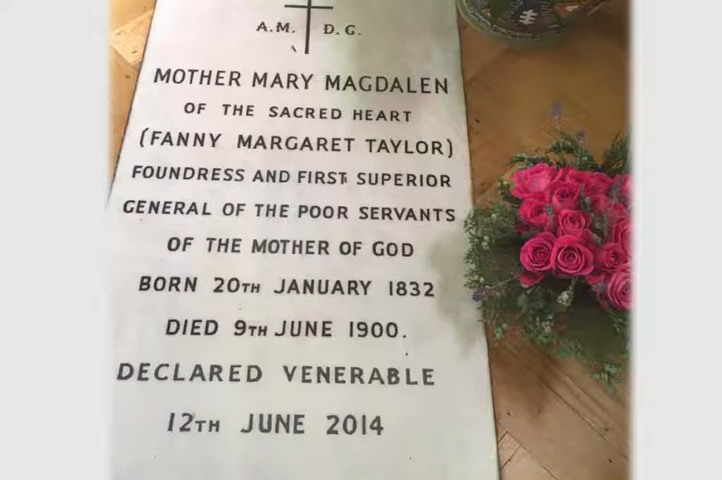 A.M. D.G.
MOTHER MARY MAGDALEN
OF THE SACRED HEART
(FANNY MARGARET TAYLOR)
FOUNDRESS AND FIRST SUPERIOR
GENERAL OF THE POOR SERVANTS
OF THE MOTHER OF GOD
BORN 20TH JANUARY 1832
DIED 9TH JUNE 1900.
DECLARED VENERABLE
12TH JUNE 2014